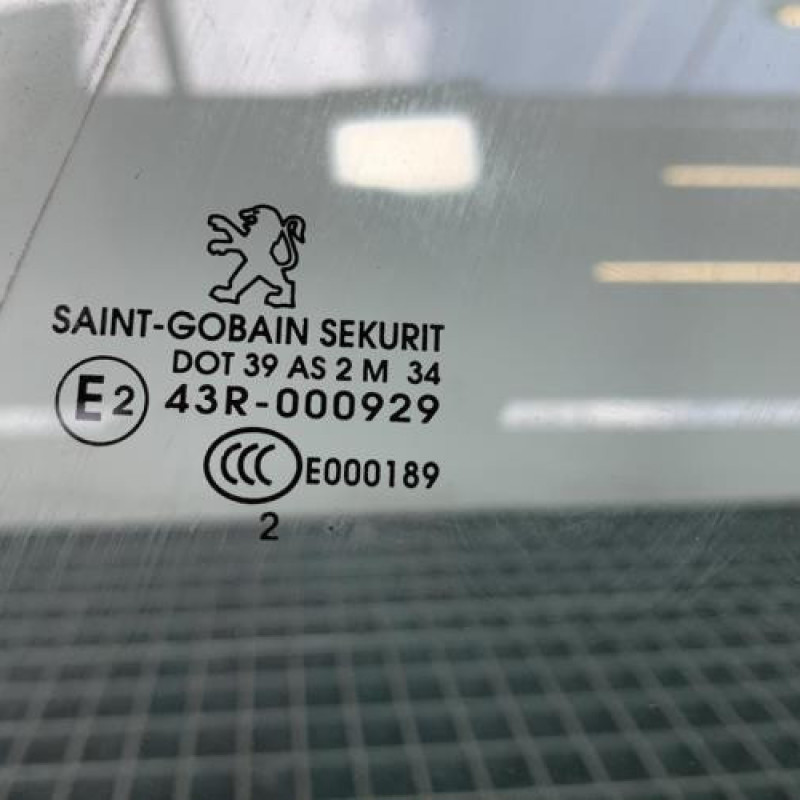 SAINT-GOBAIN SEKURIT
DOT 39 AS 2 M 34
E2 43R-000929
CCC E000189
2